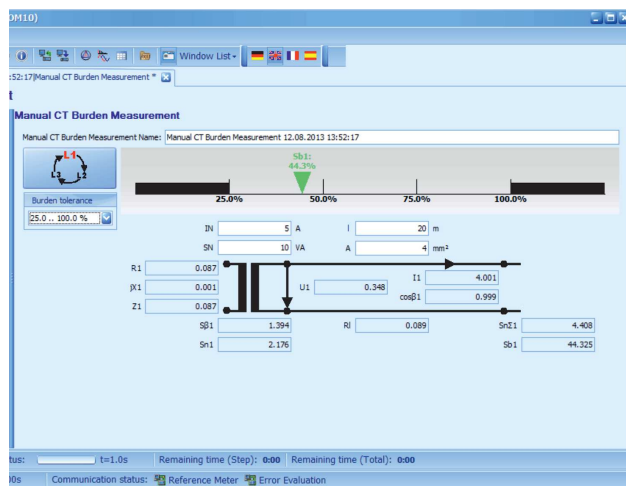 DM10)
Window List
:52:17|Manual CT Burden Measurement *
t
Manual CT Burden Measurement
Manual CT Burden Measurement Name: Manual CT Burden Measurement 12.08.2013 13:52:17
L1
L3 L2
Sb1:
44.3%
25.0% 50.0% 75.0% 100.0%
Burden tolerance
25.0 .. 100.0 %
IN 5 A l 20 m
SN 10 VA A 4 mm²
R1 0.087
I1 4.001
jX1 0.001 U1 0.348
cosβ1 0.999
Z1 0.087
Sβ1 1.394 Rl 0.089 SnΣ1 4.408
Sn1 2.176 Sb1 44.325
tus: t=1.0s Remaining time (Step): 0:00 Remaining time (Total): 0:00
00s Communication status: Reference Meter Error Evaluation